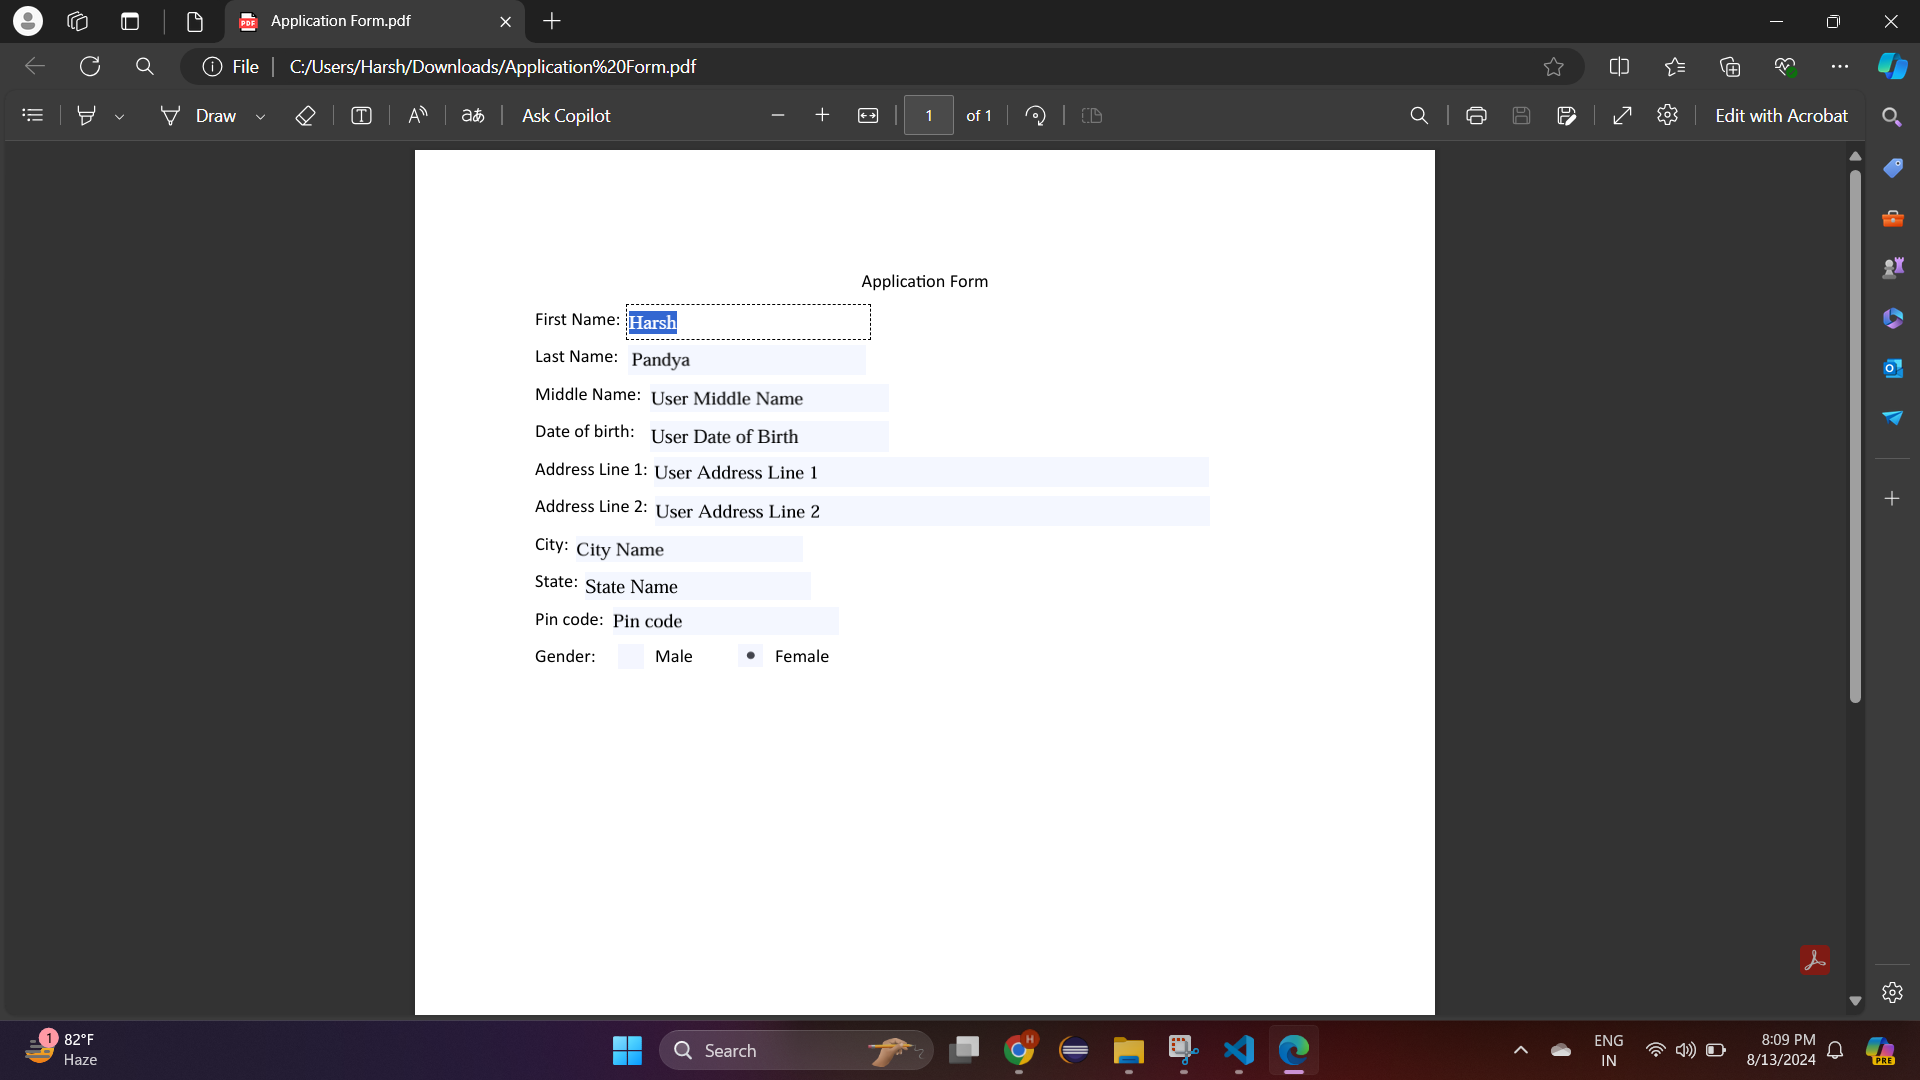 Application Form.pdf
File
C:/Users/Harsh/Downloads/Application%20Form.pdf
Draw
aあ
Ask Copilot
1 of 1
Edit with Acrobat
Application Form
First Name: Harsh
Last Name: Pandya
Middle Name: User Middle Name
Date of birth: User Date of Birth
Address Line 1: User Address Line 1
Address Line 2: User Address Line 2
City: City Name
State: State Name
Pin code: Pin code
Gender: Male Female
1
82°F
Haze
Search
H
ENG
IN
8:09 PM
8/13/2024
PRE